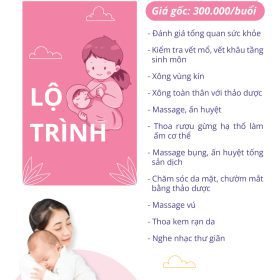 Giá gốc: 300.000/buổi
LỘ
TRÌNH
- Đánh giá tổng quan sức khỏe
- Kiểm tra vết mổ, vết khâu tầng
sinh môn
- Xông vùng kín
- Xông toàn thân với thảo dược
- Massage, ấn huyệt
- Thoa rượu gừng hạ thổ làm
ấm cơ thể
- Massage bụng, ấn huyệt tống
sản dịch
- Chăm sóc da mặt, chườm mắt
bằng thảo dược
- Massage vú
- Thoa kem rạn da
- Nghe nhạc thư giãn